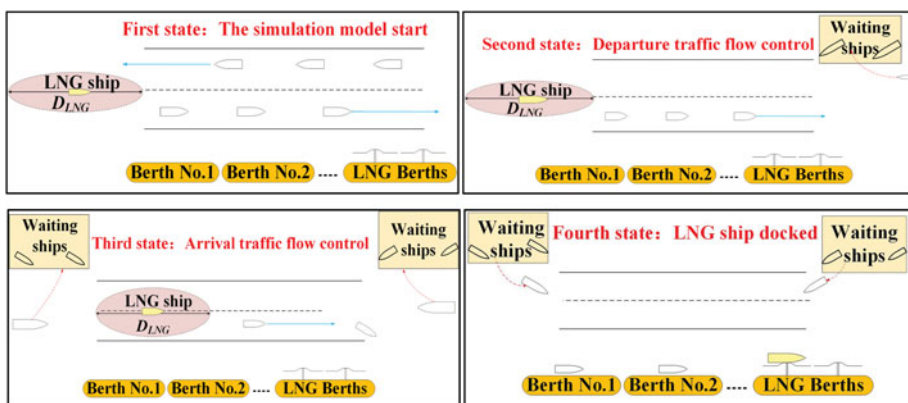 First state: The simulation model start
LNG ship
D_LNG
Berth No.1 Berth No.2 ---- LNG Berths
Second state: Departure traffic flow control
Waiting
ships
LNG ship
D_LNG
Berth No.1 Berth No.2 ---- LNG Berths
Waiting
ships
Third state: Arrival traffic flow control
Waiting
ships
LNG ship
D_LNG
Berth No.1 Berth No.2 ---- LNG Berths
Waiting
ships
Fourth state: LNG ship docked
Waiting
ships
Berth No.1 Berth No.2 ---- LNG Berths